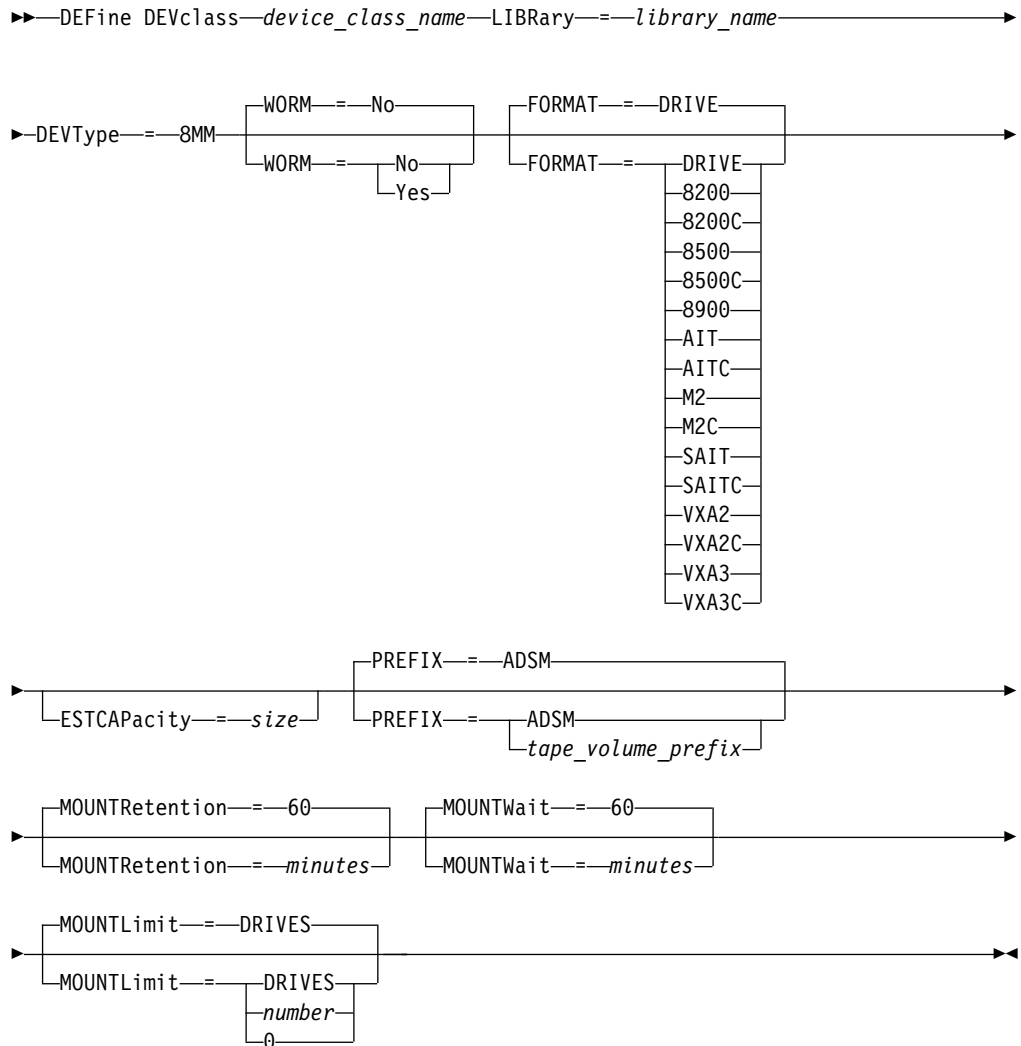 DEFine DEVclass device_class_name LIBRary = library_name
WORM = No FORMAT = DRIVE
DEVType = 8MM
WORM = No FORMAT = DRIVE
Yes 8200
8200C
8500
8500C
8900
AIT
AITC
M2
M2C
SAIT
SAITC
VXA2
VXA2C
VXA3
VXA3C
PREFIX = ADSM
ESTCAPacity = size PREFIX = ADSM
tape_volume_prefix
MOUNTRetention = 60 MOUNTWait = 60
MOUNTRetention = minutes MOUNTWait = minutes
MOUNTLimit = DRIVES
MOUNTLimit = DRIVES
number
0